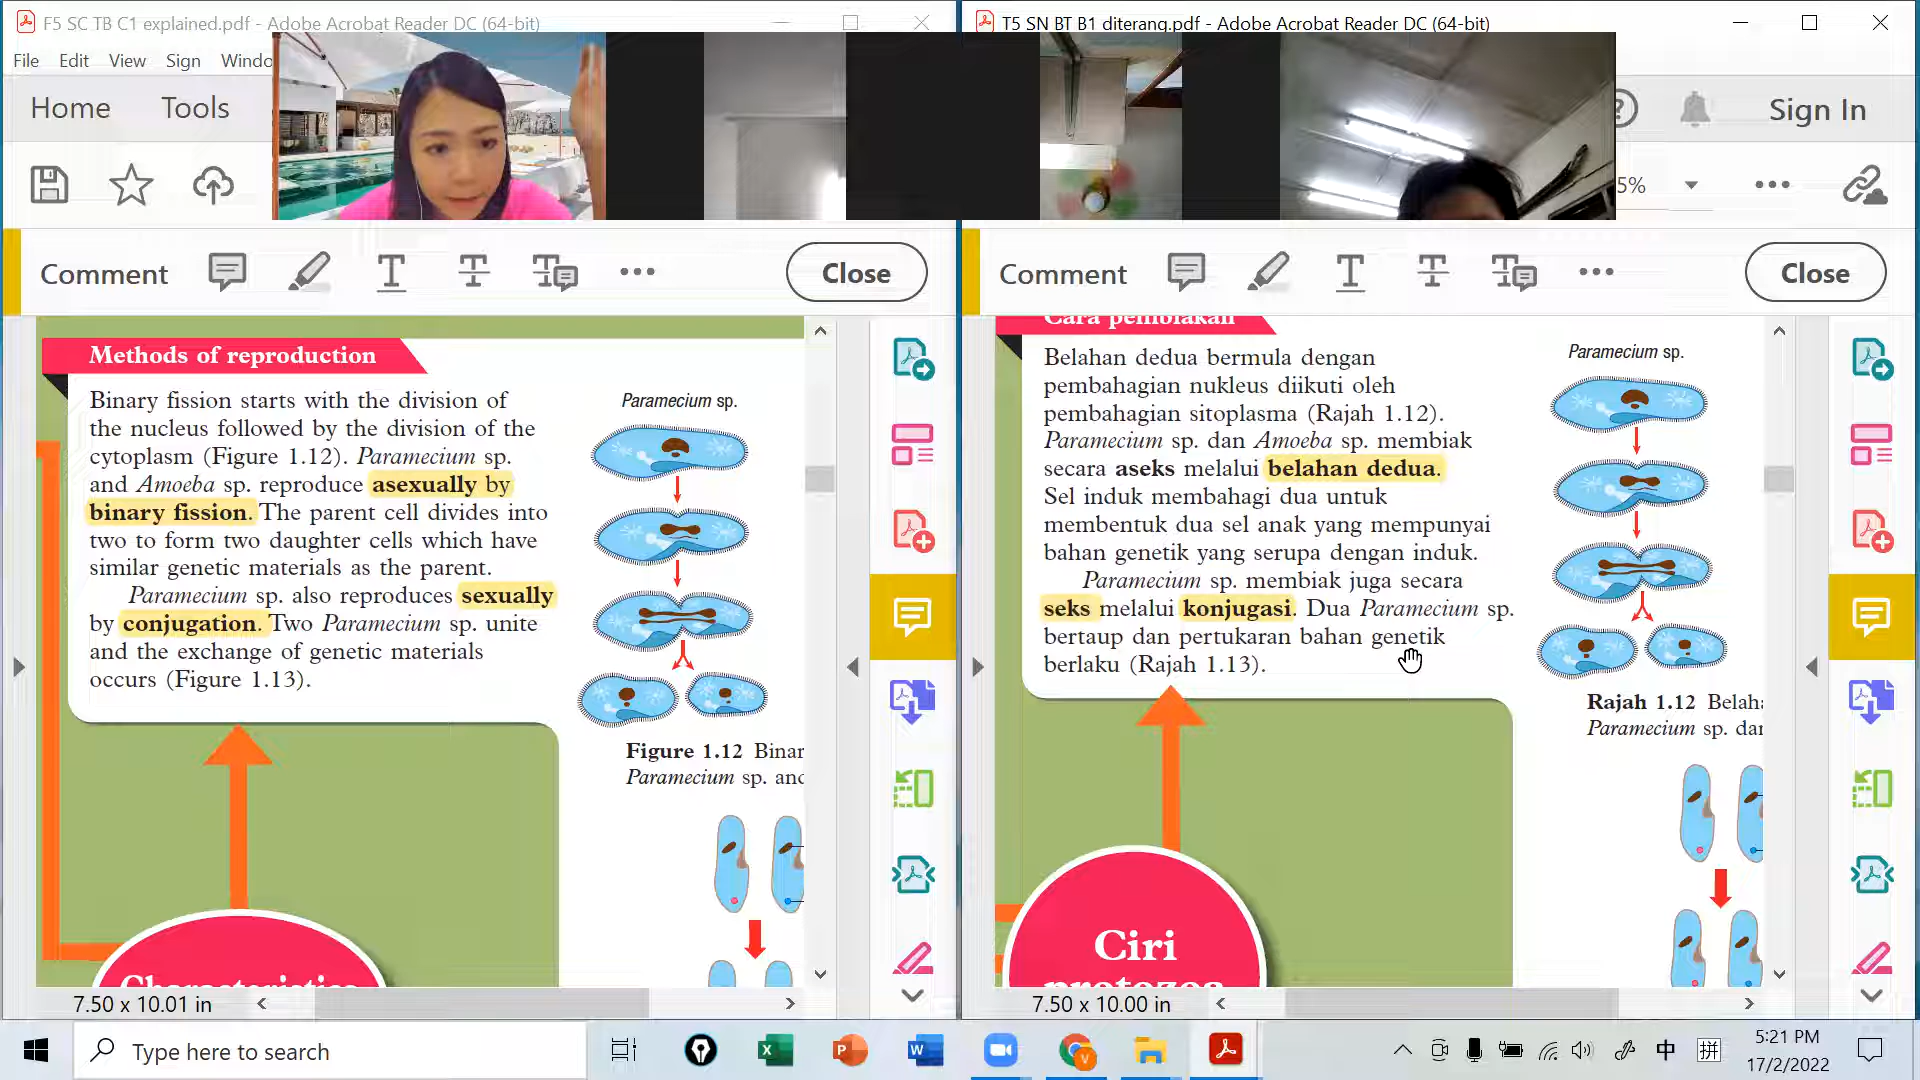 F5 SC TB C1 explained.pdf - Adobe Acrobat Reader DC (64-bit)
File Edit View Sign Windo
Home Tools
Comment
Close
Methods of reproduction
Binary fission starts with the division of
the nucleus followed by the division of the
cytoplasm (Figure 1.12). Paramecium sp.
and Amoeba sp. reproduce asexually by
binary fission. The parent cell divides into
two to form two daughter cells which have
similar genetic materials as the parent.
Paramecium sp. also reproduces sexually
by conjugation. Two Paramecium sp. unite
and the exchange of genetic materials
occurs (Figure 1.13).
Paramecium sp.
Figure 1.12 Binar
Paramecium sp. and
Characteristics
7.50 x 10.01 in
T5 SN BT B1 diterang.pdf - Adobe Acrobat Reader DC (64-bit)
Sign In
5%
Comment
Close
Cara pembiakan
Belahan dedua bermula dengan
pembahagian nukleus diikuti oleh
pembahagian sitoplasma (Rajah 1.12).
Paramecium sp. dan Amoeba sp. membiak
secara aseks melalui belahan dedua.
Sel induk membahagi dua untuk
membentuk dua sel anak yang mempunyai
bahan genetik yang serupa dengan induk.
Paramecium sp. membiak juga secara
seks melalui konjugasi. Dua Paramecium sp.
bertaup dan pertukaran bahan genetik
berlaku (Rajah 1.13).
Paramecium sp.
Rajah 1.12 Belaha
Paramecium sp. dan
Ciri
protozoa
7.50 x 10.00 in
Type here to search
中
拼
5:21 PM
17/2/2022